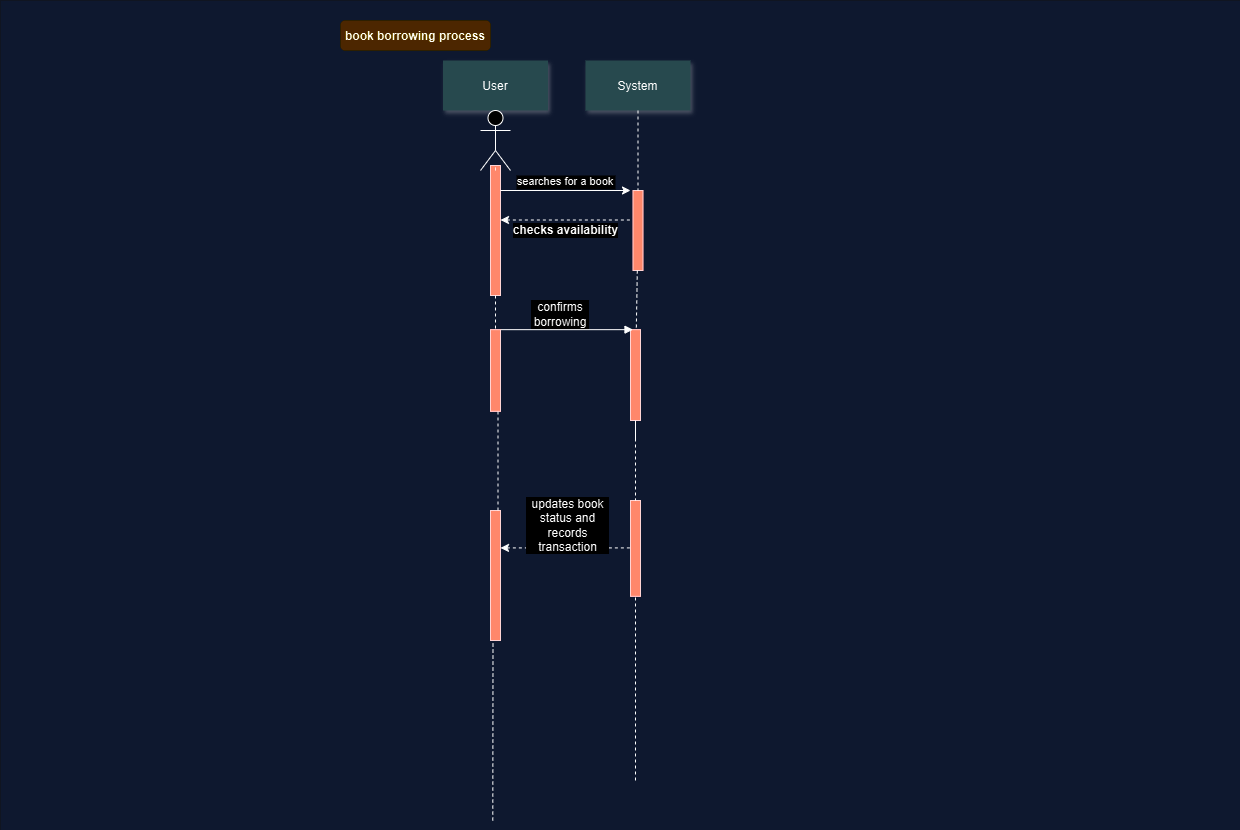 book borrowing process
User
System
searches for a book
checks availability
confirms
borrowing
updates book
status and
records
transaction